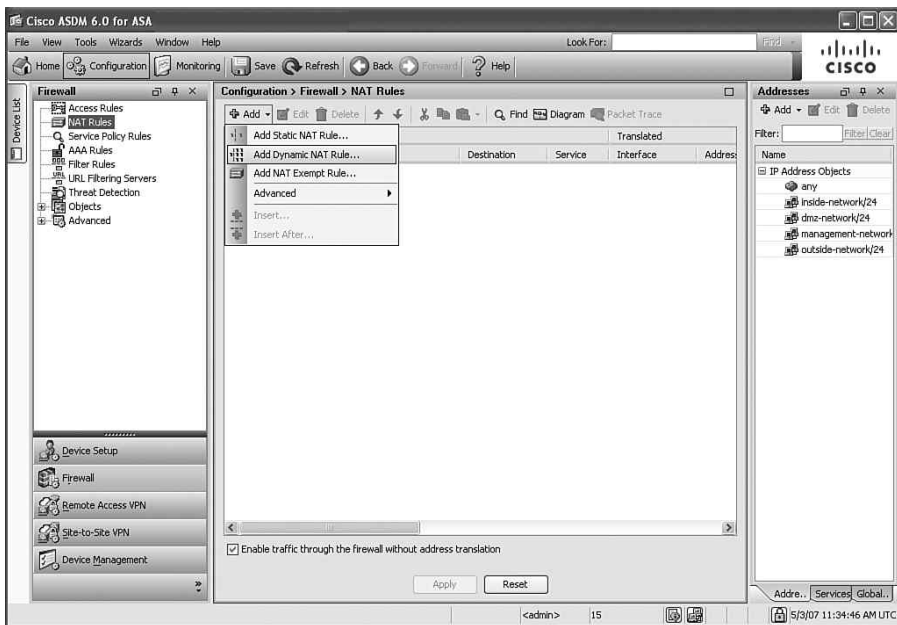 Cisco ASDM 6.0 for ASA
File View Tools Wizards Window Help
Look For:
Find
Home Configuration Monitoring Save Refresh Back Forward Help
CISCO
Device List
Firewall
Access Rules
NAT Rules
Service Policy Rules
AAA Rules
Filter Rules
URL Filtering Servers
Threat Detection
Objects
Advanced
Device Setup
Firewall
Remote Access VPN
Site-to-Site VPN
Device Management
Configuration > Firewall > NAT Rules
Add Edit Delete Find Diagram Packet Trace
Translated
Destination Service Interface Address
Add Static NAT Rule...
Add Dynamic NAT Rule...
Add NAT Exempt Rule...
Advanced
Insert...
Insert After...
Enable traffic through the firewall without address translation
Apply Reset
Addresses
Add Edit Delete
Filter: Filter Clear
Name
IP Address Objects
any
inside-network/24
dmz-network/24
management-network
outside-network/24
Addre.. Services Global..
<admin> 15 5/3/07 11:34:46 AM UTC